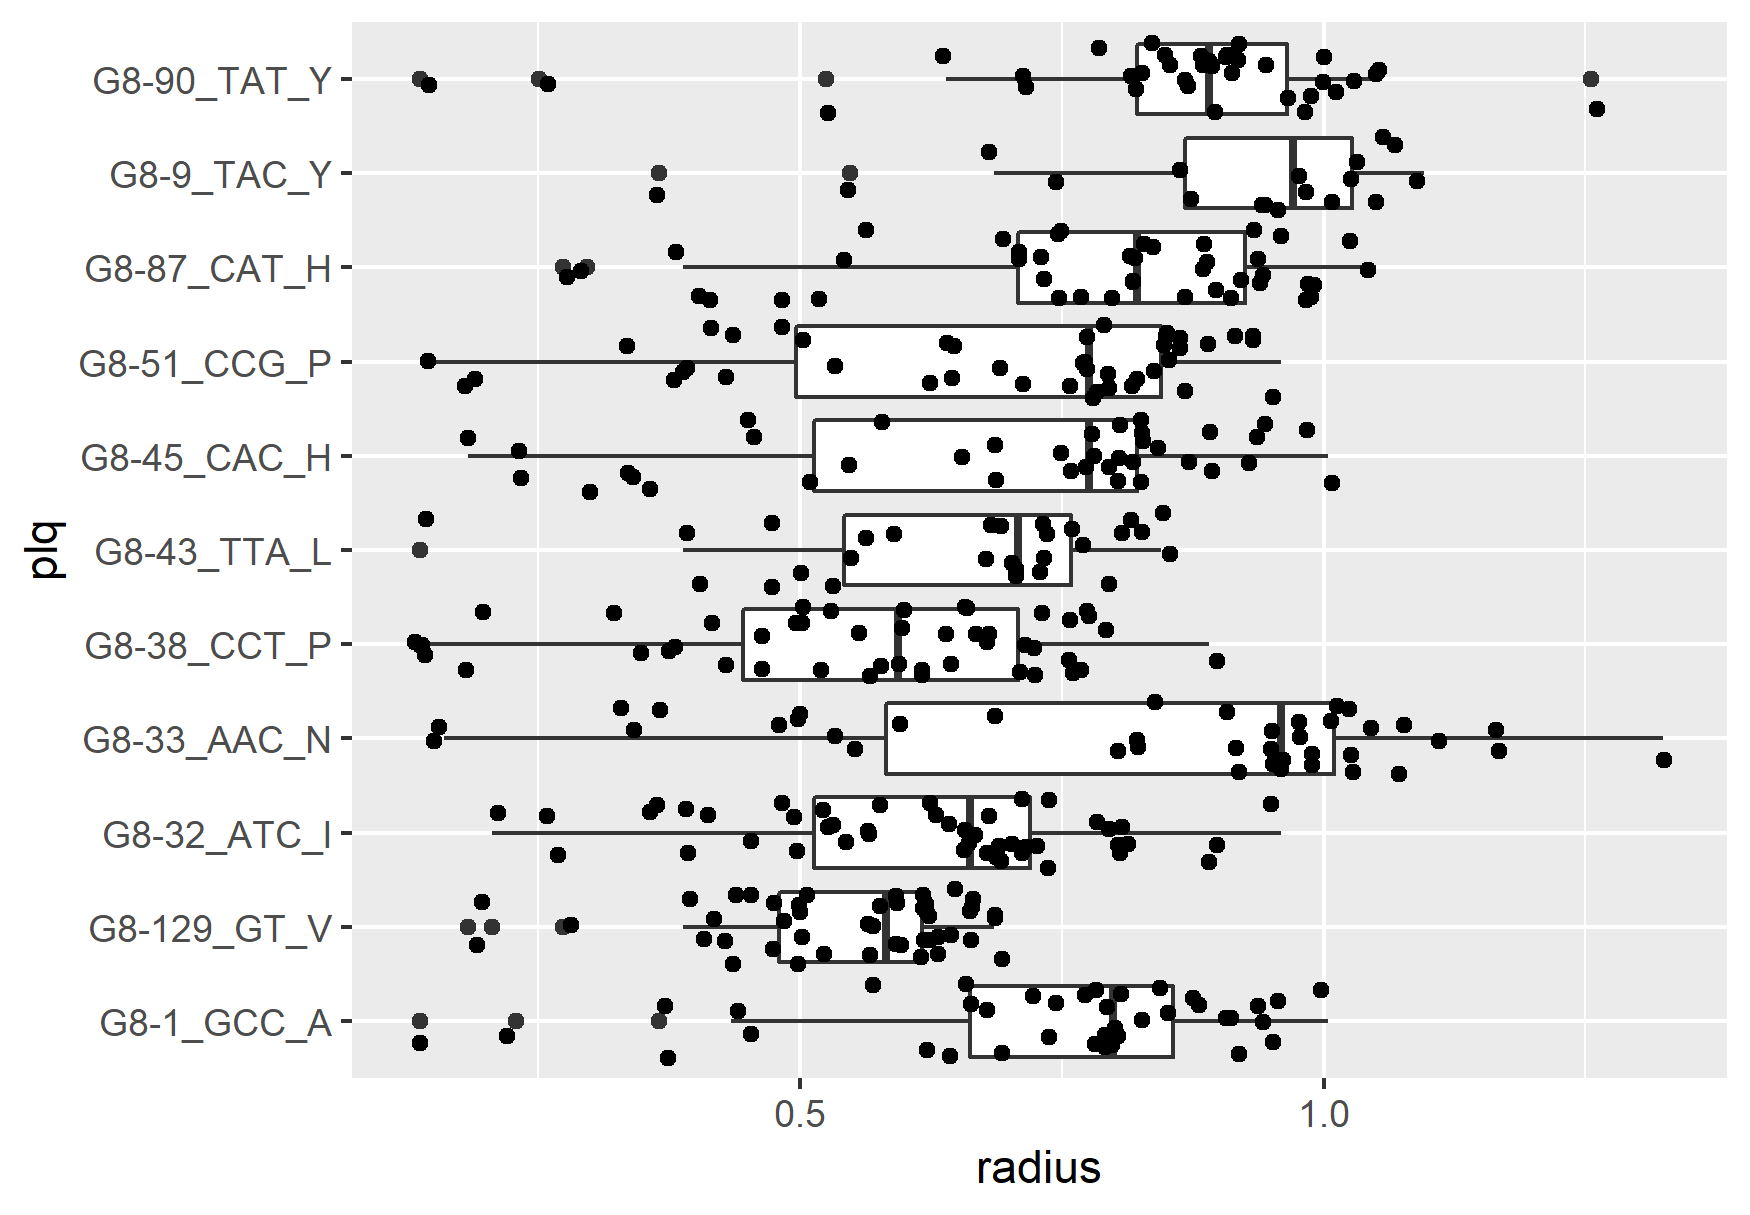 G8-90_TAT_Y
G8-9_TAC_Y
G8-87_CAT_H
G8-51_CCG_P
G8-45_CAC_H
G8-43_TTA_L
G8-38_CCT_P
G8-33_AAC_N
G8-32_ATC_I
G8-129_GT_V
G8-1_GCC_A
plq
0.5 1.0
radius